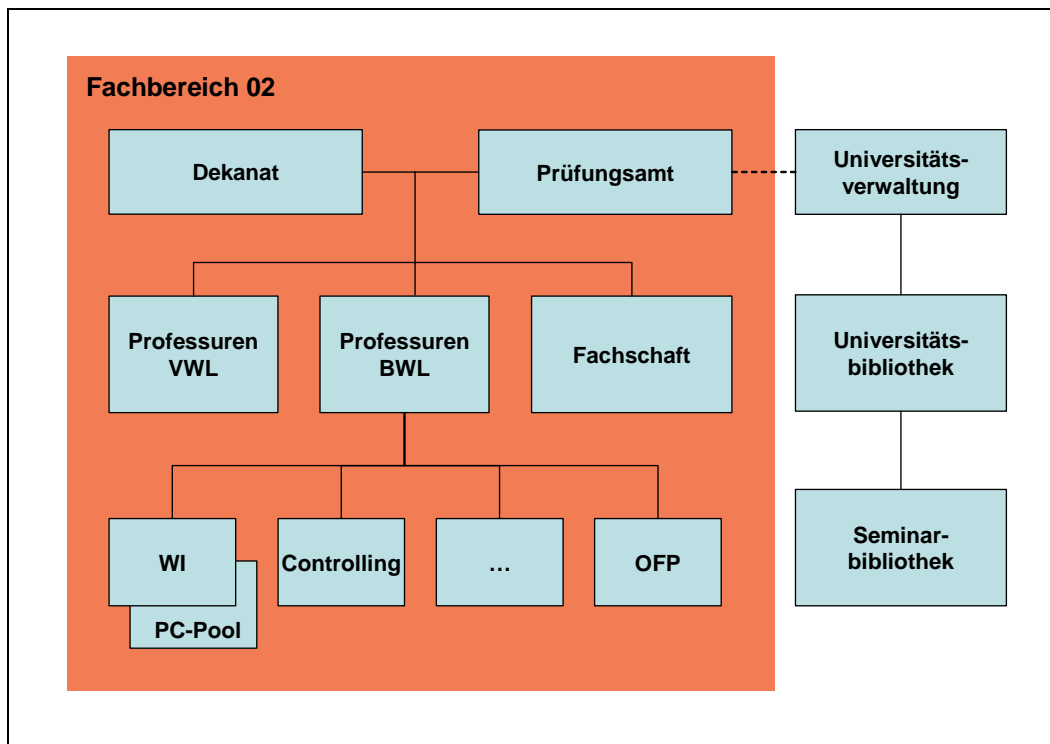 Fachbereich 02
Dekanat
Prüfungsamt
Universitäts-
verwaltung
Professuren
VWL
Professuren
BWL
Fachschaft
Universitäts-
bibliothek
WI
Controlling
...
OFP
Seminar-
bibliothek
PC-Pool